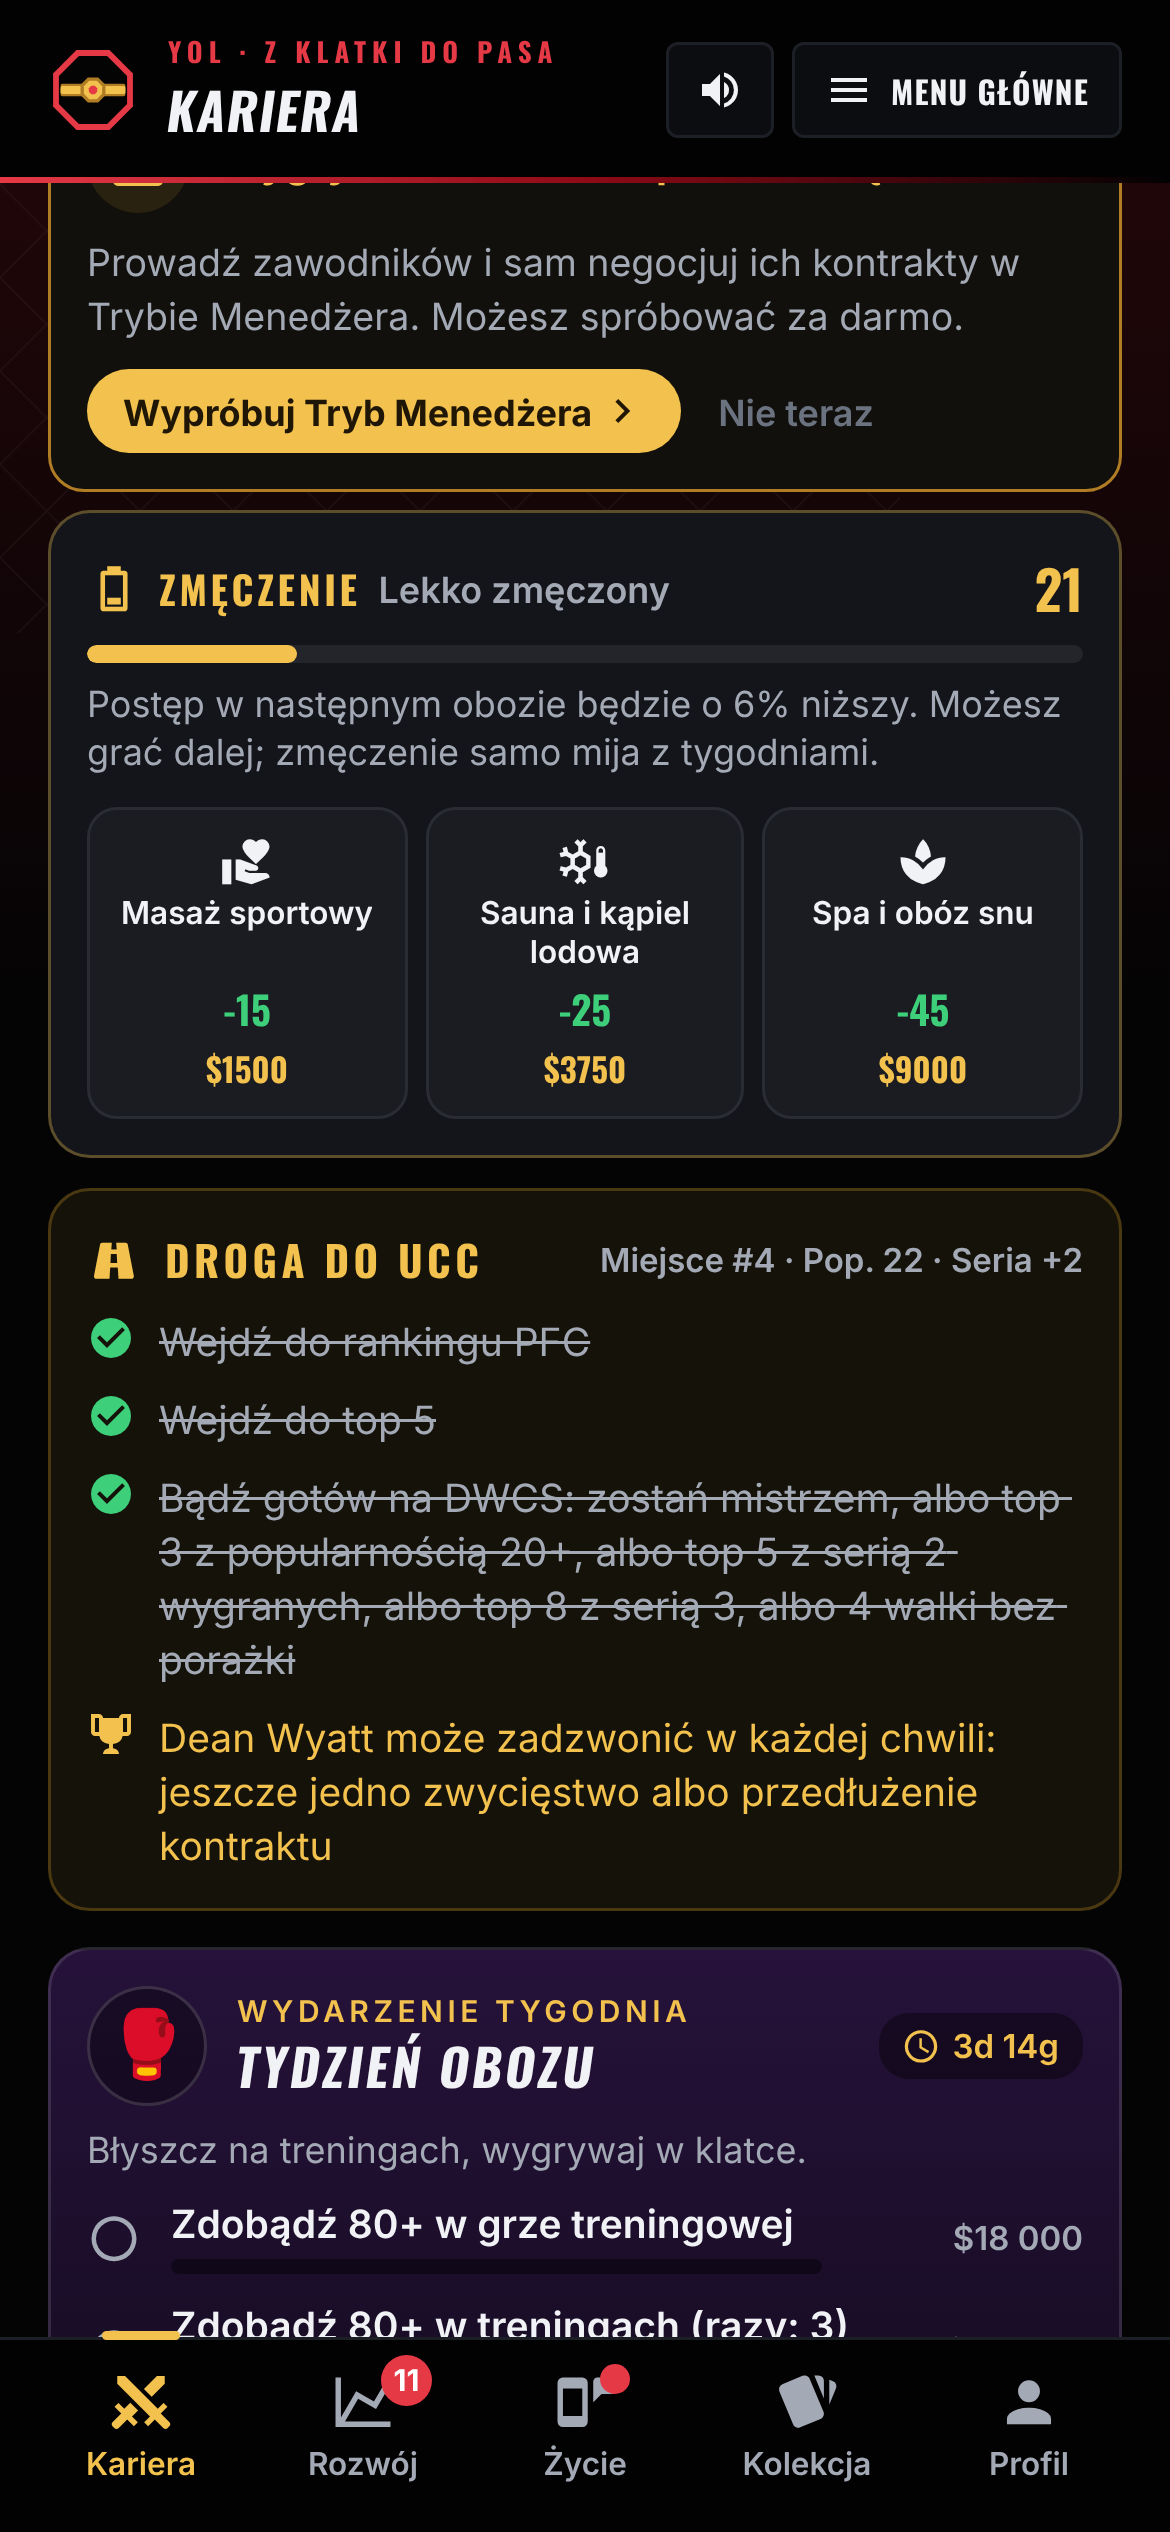 YOL · Z KLATKI DO PASA
KARIERA
MENU GŁÓWNE
Prowadź zawodników i sam negocjuj ich kontrakty w
Trybie Menedżera. Możesz spróbować za darmo.
Wypróbuj Tryb Menedżera
Nie teraz
ZMĘCZENIE Lekko zmęczony 21
Postęp w następnym obozie będzie o 6% niższy. Możesz
grać dalej; zmęczenie samo mija z tygodniami.
Masaż sportowy
-15
$1500
Sauna i kąpiel
lodowa
-25
$3750
Spa i obóz snu
-45
$9000
DROGA DO UCC
Miejsce #4 · Pop. 22 · Seria +2
Wejdź do rankingu PFC
Wejdź do top 5
Bądź gotów na DWCS: zostań mistrzem, albo top
3 z popularnością 20+, albo top 5 z serią 2
wygranych, albo top 8 z serią 3, albo 4 walki bez
porażki
Dean Wyatt może zadzwonić w każdej chwili:
jeszcze jedno zwycięstwo albo przedłużenie
kontraktu
WYDARZENIE TYGODNIA
TYDZIEŃ OBOZU
3d 14g
Błyszcz na treningach, wygrywaj w klatce.
Zdobądź 80+ w grze treningowej
$18 000
Zdobądź 80+ w treningach (razy: 3)
11
Kariera
Rozwój
Życie
Kolekcja
Profil